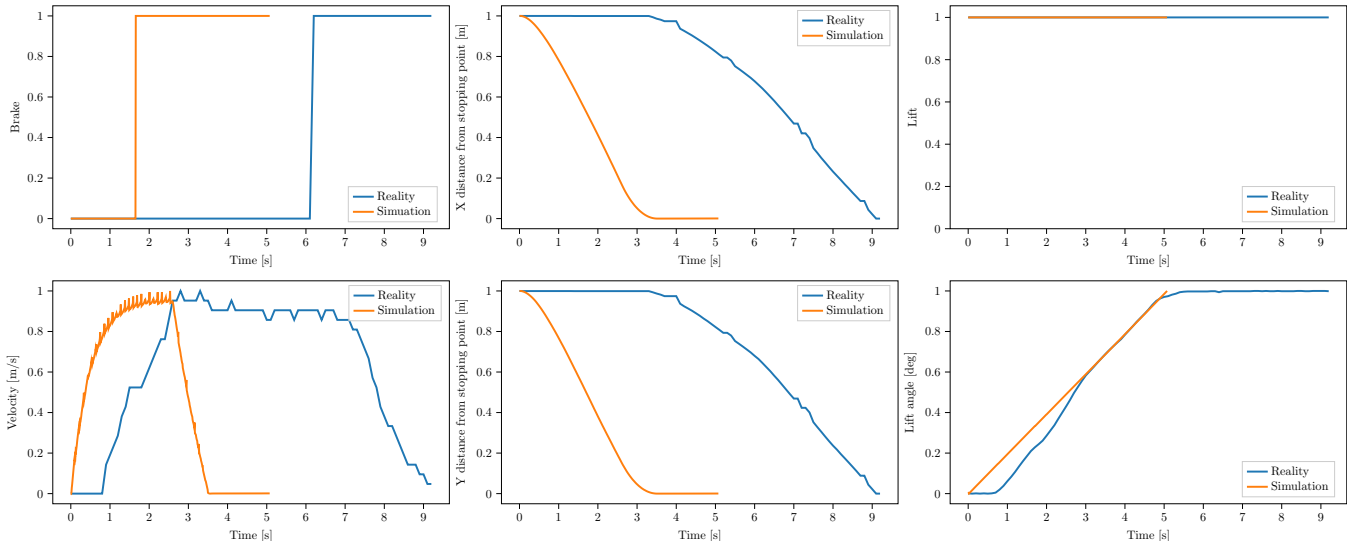 Brake
1
0.8
0.6
0.4
0.2
0
0 1 2 3 4 5 6 7 8 9
Time [s]
Reality
Simuation
X distance from stopping point [m]
1
0.8
0.6
0.4
0.2
0
0 1 2 3 4 5 6 7 8 9
Time [s]
Reality
Simulation
Lift
1
0.8
0.6
0.4
0.2
0
0 1 2 3 4 5 6 7 8 9
Time [s]
Reality
Simulation
Velocity [m/s]
1
0.8
0.6
0.4
0.2
0
0 1 2 3 4 5 6 7 8 9
Time [s]
Reality
Simulation
Y distance from stopping point [m]
1
0.8
0.6
0.4
0.2
0
0 1 2 3 4 5 6 7 8 9
Time [s]
Reality
Simulation
Lift angle [deg]
1
0.8
0.6
0.4
0.2
0
0 1 2 3 4 5 6 7 8 9
Time [s]
Reality
Simulation